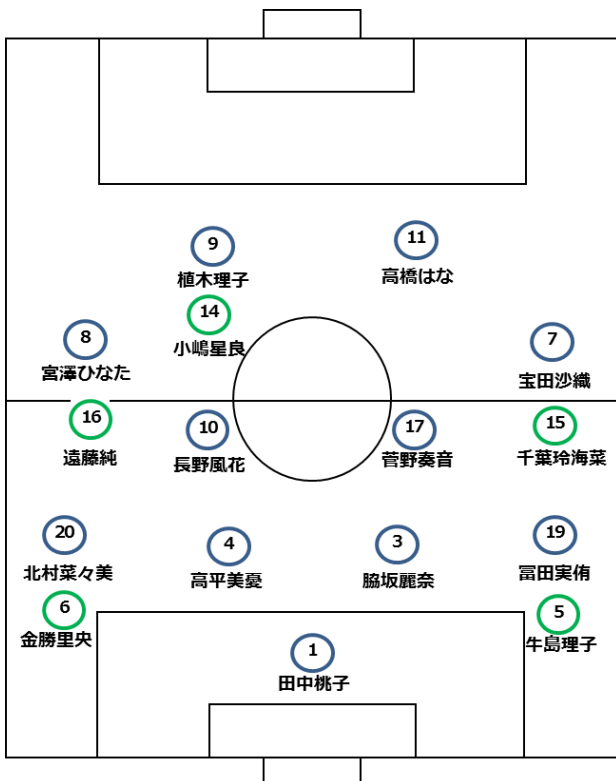 9
植木理子
11
高橋はな
14
小嶋星良
8
宮澤ひなた
7
宝田沙織
16
遠藤純
10
長野風花
17
菅野奏音
15
千葉玲海菜
20
北村菜々美
4
高平美憂
3
脇坂麗奈
19
冨田実侑
6
金勝里央
5
牛島理子
1
田中桃子